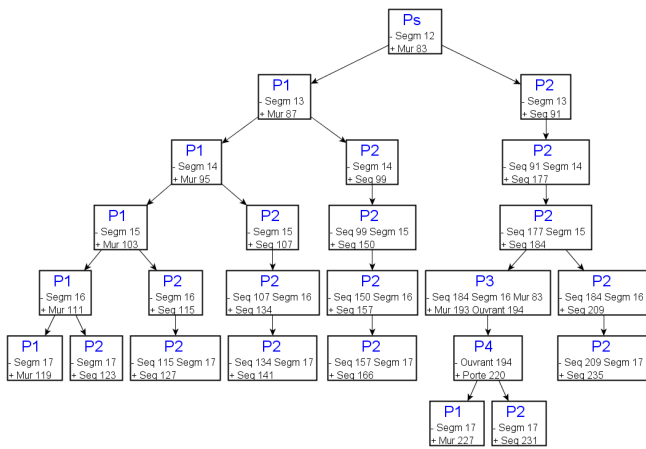 Ps
- Segm 12
+ Mur 83
P1
- Segm 13
+ Mur 87
P2
- Segm 13
+ Seq 91
P1
- Segm 14
+ Mur 95
P2
- Segm 14
+ Seq 99
P2
- Seq 91 Segm 14
+ Seq 177
P1
- Segm 15
+ Mur 103
P2
- Segm 15
+ Seq 107
P2
- Seq 99 Segm 15
+ Seq 150
P2
- Seq 177 Segm 15
+ Seq 184
P1
- Segm 16
+ Mur 111
P2
- Segm 16
+ Seq 115
P2
- Seq 107 Segm 16
+ Seq 134
P2
- Seq 150 Segm 16
+ Seq 157
P3
- Seq 184 Segm 16 Mur 83
+ Mur 193 Ouvrant 194
P2
- Seq 184 Segm 16
+ Seq 209
P1
- Segm 17
+ Mur 119
P2
- Segm 17
+ Seq 123
P2
- Seq 115 Segm 17
+ Seq 127
P2
- Seq 134 Segm 17
+ Seq 141
P2
- Seq 157 Segm 17
+ Seq 166
P4
- Ouvrant 194
+ Porte 220
P2
- Seq 209 Segm 17
+ Seq 235
P1
- Segm 17
+ Mur 227
P2
- Segm 17
+ Seq 231